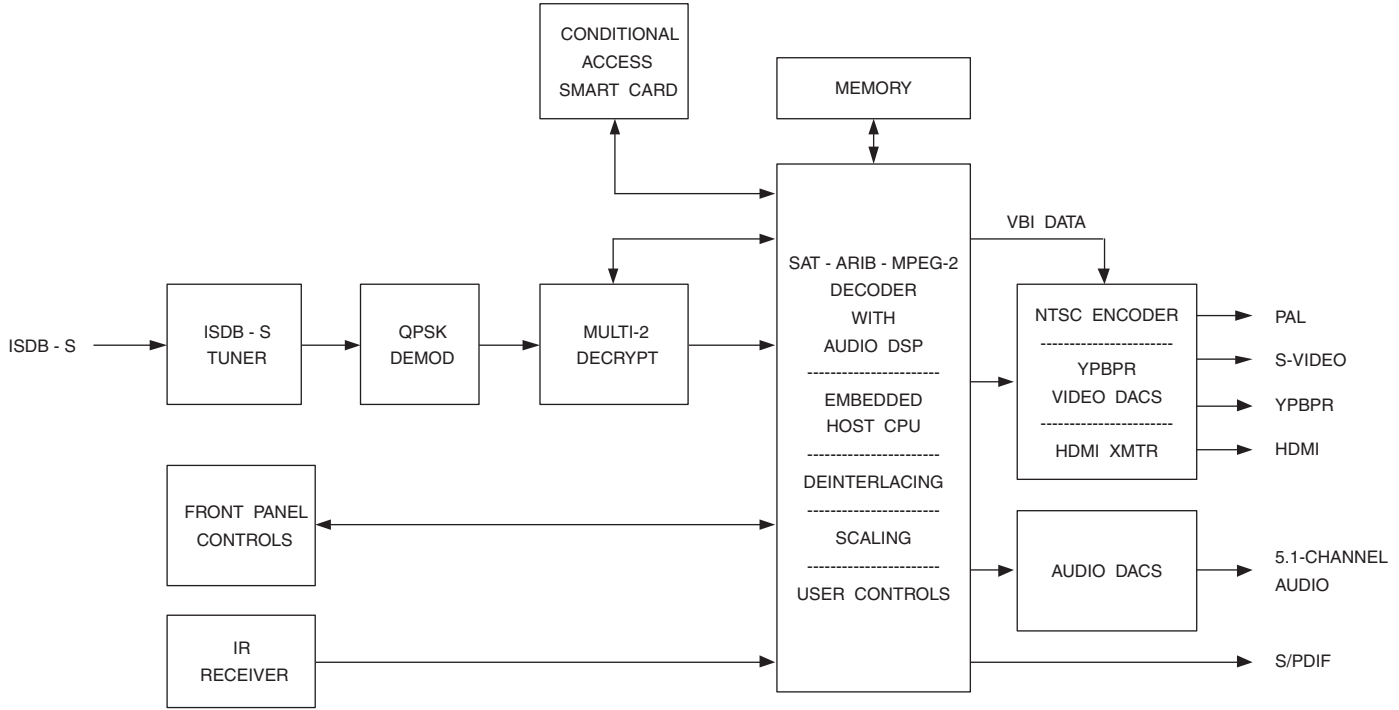 CONDITIONAL
ACCESS
SMART CARD
MEMORY
VBI DATA
ISDB - S
ISDB - S
TUNER
QPSK
DEMOD
MULTI-2
DECRYPT
SAT - ARIB - MPEG-2
DECODER
WITH
AUDIO DSP
------------------------
EMBEDDED
HOST CPU
------------------------
DEINTERLACING
------------------------
SCALING
------------------------
USER CONTROLS
NTSC ENCODER
------------------------
YPBPR
VIDEO DACS
------------------------
HDMI XMTR
PAL
S-VIDEO
YPBPR
HDMI
FRONT PANEL
CONTROLS
AUDIO DACS
5.1-CHANNEL
AUDIO
IR
RECEIVER
S/PDIF